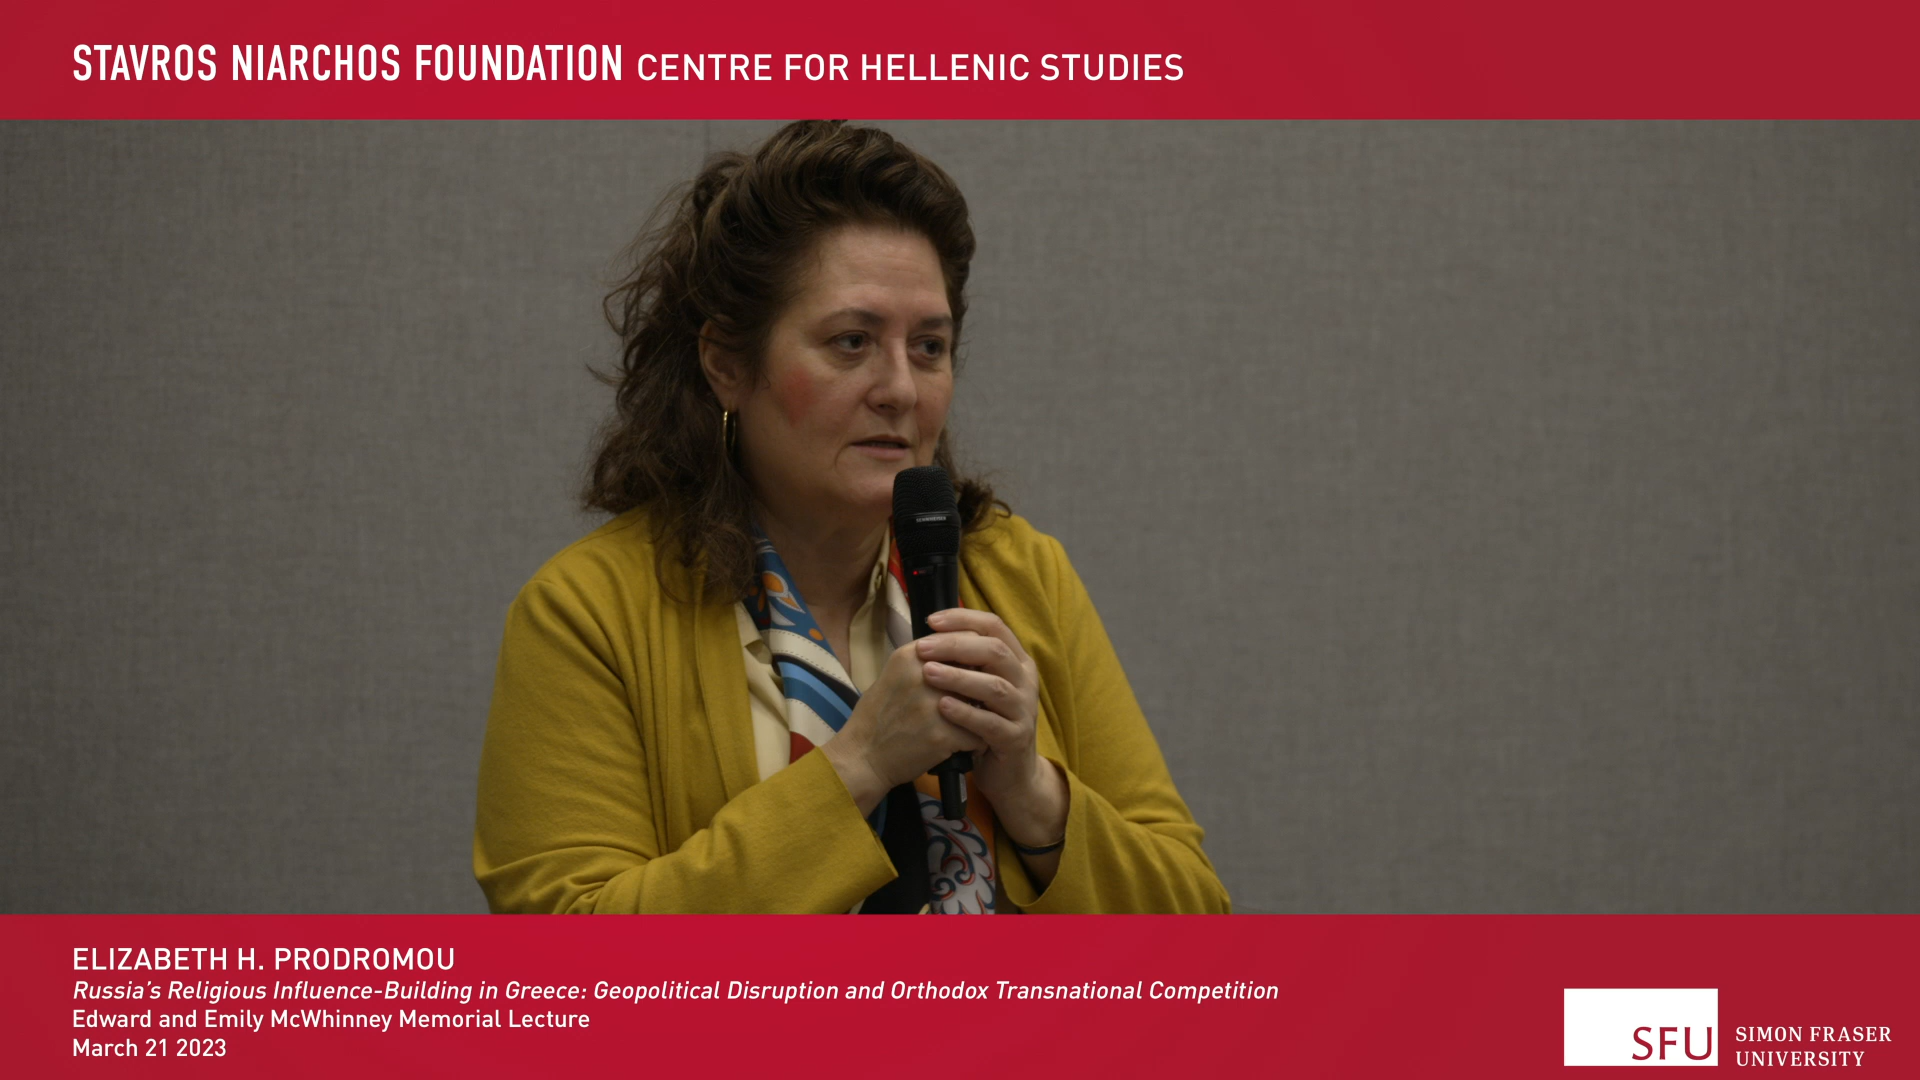 STAVROS NIARCHOS FOUNDATION CENTRE FOR HELLENIC STUDIES
SENNHEISER
ELIZABETH H. PRODROMOU
Russia's Religious Influence-Building in Greece: Geopolitical Disruption and Orthodox Transnational Competition
Edward and Emily McWhinney Memorial Lecture
March 21 2023
SFU
SIMON FRASER
UNIVERSITY